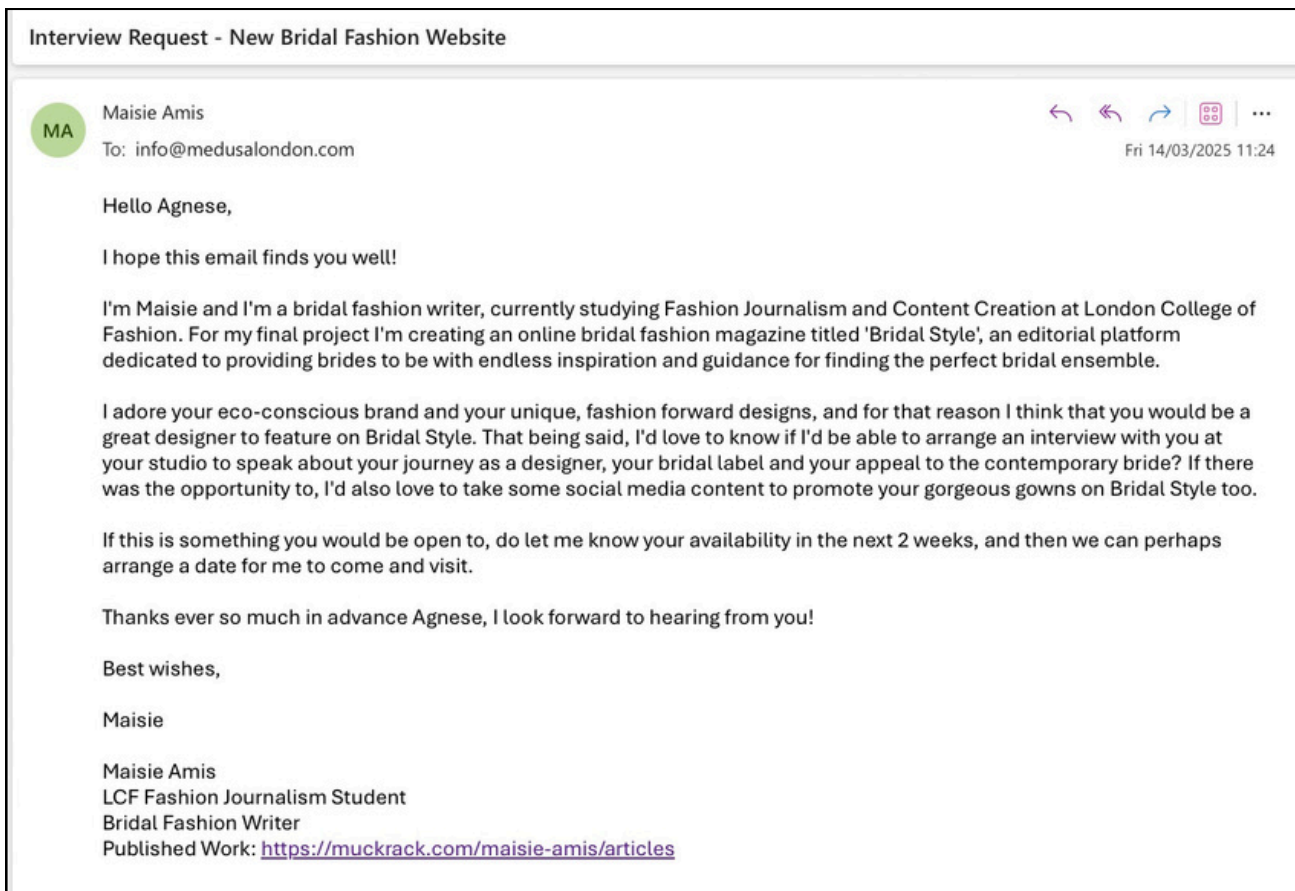 Interview Request - New Bridal Fashion Website
MA
Maisie Amis
To: info@medusalondon.com
Fri 14/03/2025 11:24
Hello Agnese,
I hope this email finds you well!
I'm Maisie and I'm a bridal fashion writer, currently studying Fashion Journalism and Content Creation at London College of
Fashion. For my final project I'm creating an online bridal fashion magazine titled 'Bridal Style', an editorial platform
dedicated to providing brides to be with endless inspiration and guidance for finding the perfect bridal ensemble.
I adore your eco-conscious brand and your unique, fashion forward designs, and for that reason I think that you would be a
great designer to feature on Bridal Style. That being said, I'd love to know if I'd be able to arrange an interview with you at
your studio to speak about your journey as a designer, your bridal label and your appeal to the contemporary bride? If there
was the opportunity to, I'd also love to take some social media content to promote your gorgeous gowns on Bridal Style too.
If this is something you would be open to, do let me know your availability in the next 2 weeks, and then we can perhaps
arrange a date for me to come and visit.
Thanks ever so much in advance Agnese, I look forward to hearing from you!
Best wishes,
Maisie
Maisie Amis
LCF Fashion Journalism Student
Bridal Fashion Writer
Published Work: https://muckrack.com/maisie-amis/articles